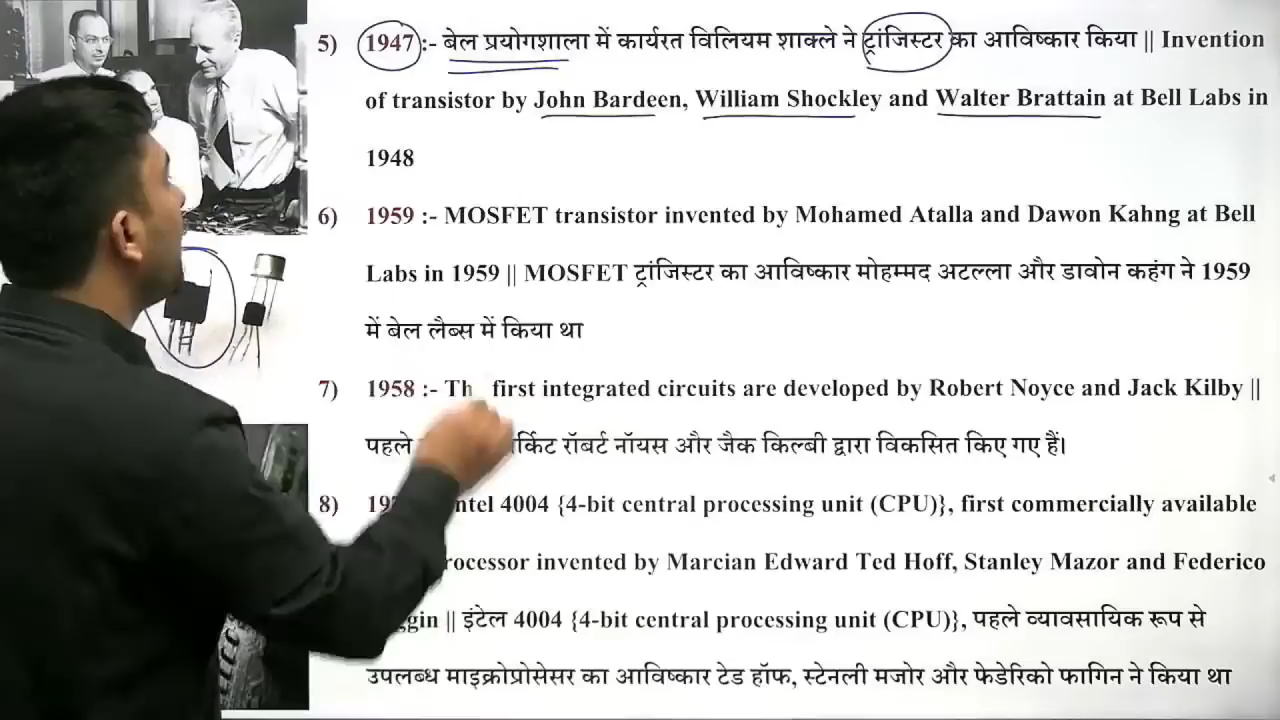 5) 1947 :- बेल प्रयोगशाला में कार्यरत विलियम शाक्ले ने ट्रांजिस्टर का आविष्कार किया || Invention
of transistor by John Bardeen, William Shockley and Walter Brattain at Bell Labs in
1948
6) 1959 :- MOSFET transistor invented by Mohamed Atalla and Dawon Kahng at Bell
Labs in 1959 || MOSFET ट्रांजिस्टर का आविष्कार मोहम्मद अटल्ला और डावोन कहंग ने 1959
में बेल लैब्स में किया था
7) 1958 :- first integrated circuits are developed by Robert Noyce and Jack Kilby ||
पहले रॉबर्ट नॉयस और जैक किल्बी द्वारा विकसित किए गए हैं।
8) 4004 {4-bit central processing unit (CPU)}, first commercially available
invented by Marcian Edward Ted Hoff, Stanley Mazor and Federico
|| इंटेल 4004 {4-bit central processing unit (CPU)}, पहले व्यावसायिक रूप से
उपलब्ध माइक्रोप्रोसेसर का आविष्कार टेड हॉफ, स्टेनली मजोर और फेडेरिको फागिन ने किया था